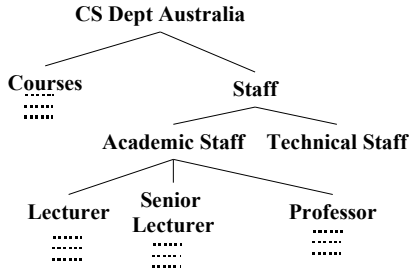 CS Dept Australia
Courses
Staff
Academic Staff
Technical Staff
Lecturer
Senior
Lecturer
Professor